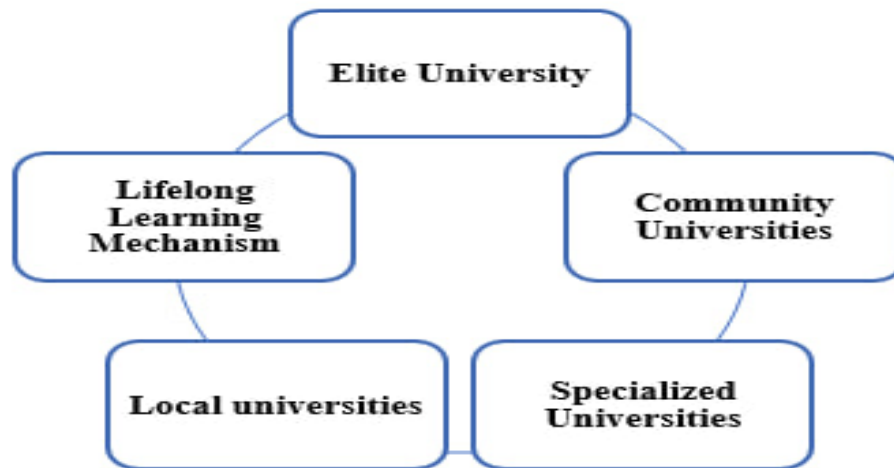 Elite University
Lifelong
Learning
Mechanism
Community
Universities
Local universities
Specialized
Universities